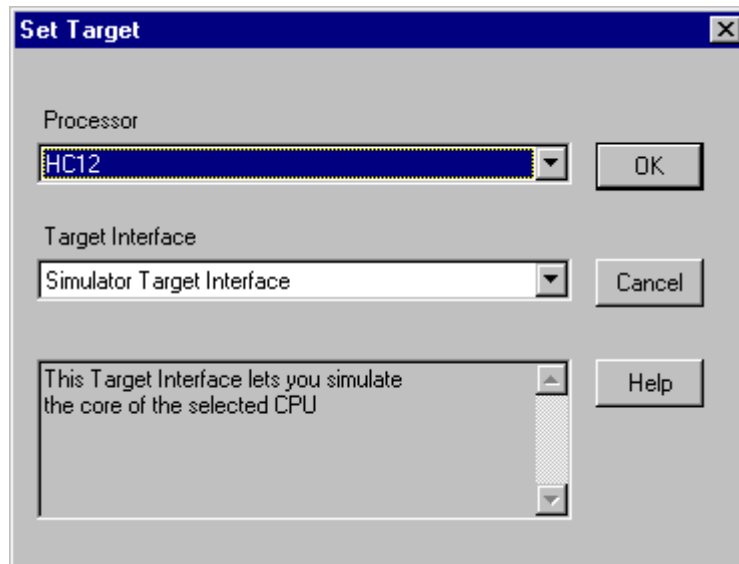 Set Target
Processor
HC12
OK
Target Interface
Simulator Target Interface
Cancel
This Target Interface lets you simulate
the core of the selected CPU
Help